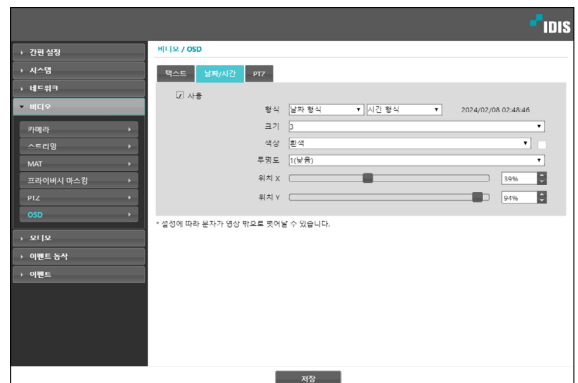 IDIS
간편 설정
시스템
네트워크
비디오
카메라
스트리밍
MAT
프라이버시 마스킹
PTZ
OSD
오디오
이벤트 동작
이벤트
비디오 / OSD
텍스트 날짜/시간 PTZ
사용
형식 날짜 형식 시간 형식 2024/02/08 02:48:46
크기
색상 흰색
투명도 1(낮음)
위치 X 39%
위치 Y 94%
* 설정에 따라 문자가 영상 밖으로 벗어날 수 있습니다.
저장